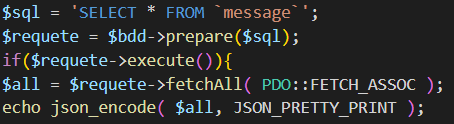 $sql = 'SELECT * FROM `message`';
$requete = $bdd->prepare($sql);
if($requete->execute()){
$all = $requete->fetchAll( PDO::FETCH_ASSOC );
echo json_encode( $all, JSON_PRETTY_PRINT );